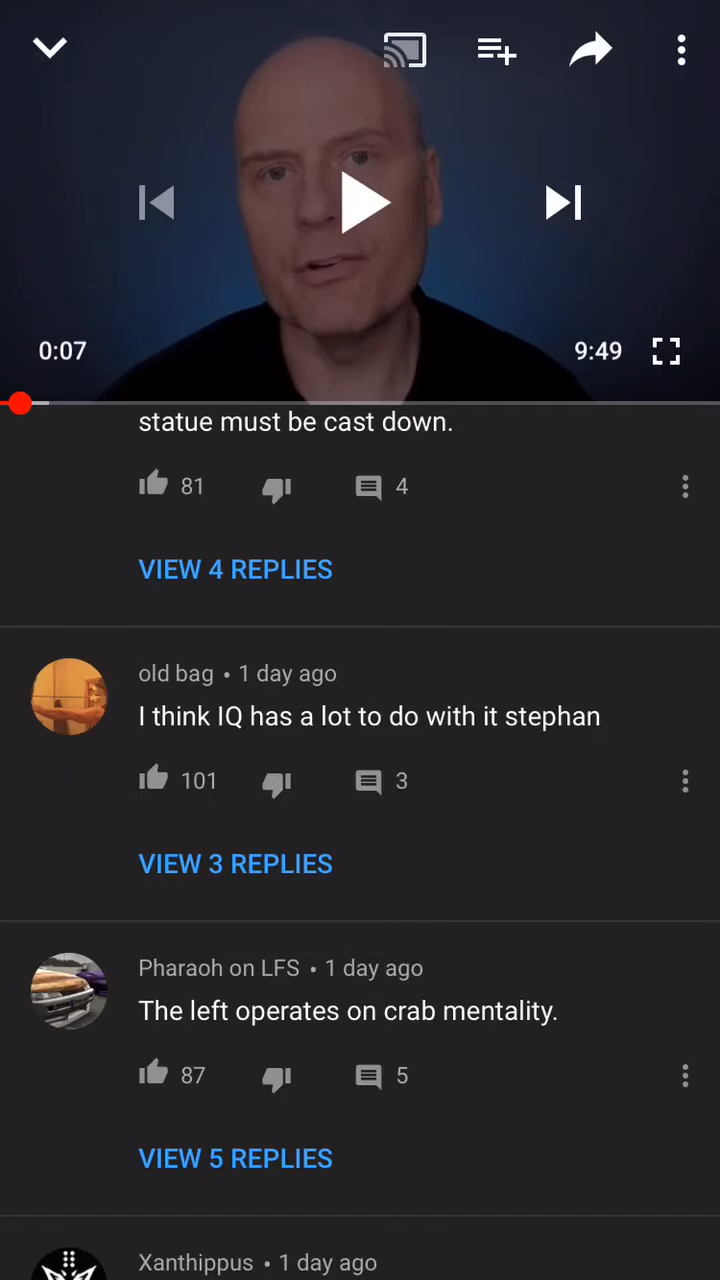 0:07
9:49
statue must be cast down.
81
4
VIEW 4 REPLIES
old bag • 1 day ago
I think IQ has a lot to do with it stephan
101
3
VIEW 3 REPLIES
Pharaoh on LFS • 1 day ago
The left operates on crab mentality.
87
5
VIEW 5 REPLIES
Xanthippus • 1 day ago